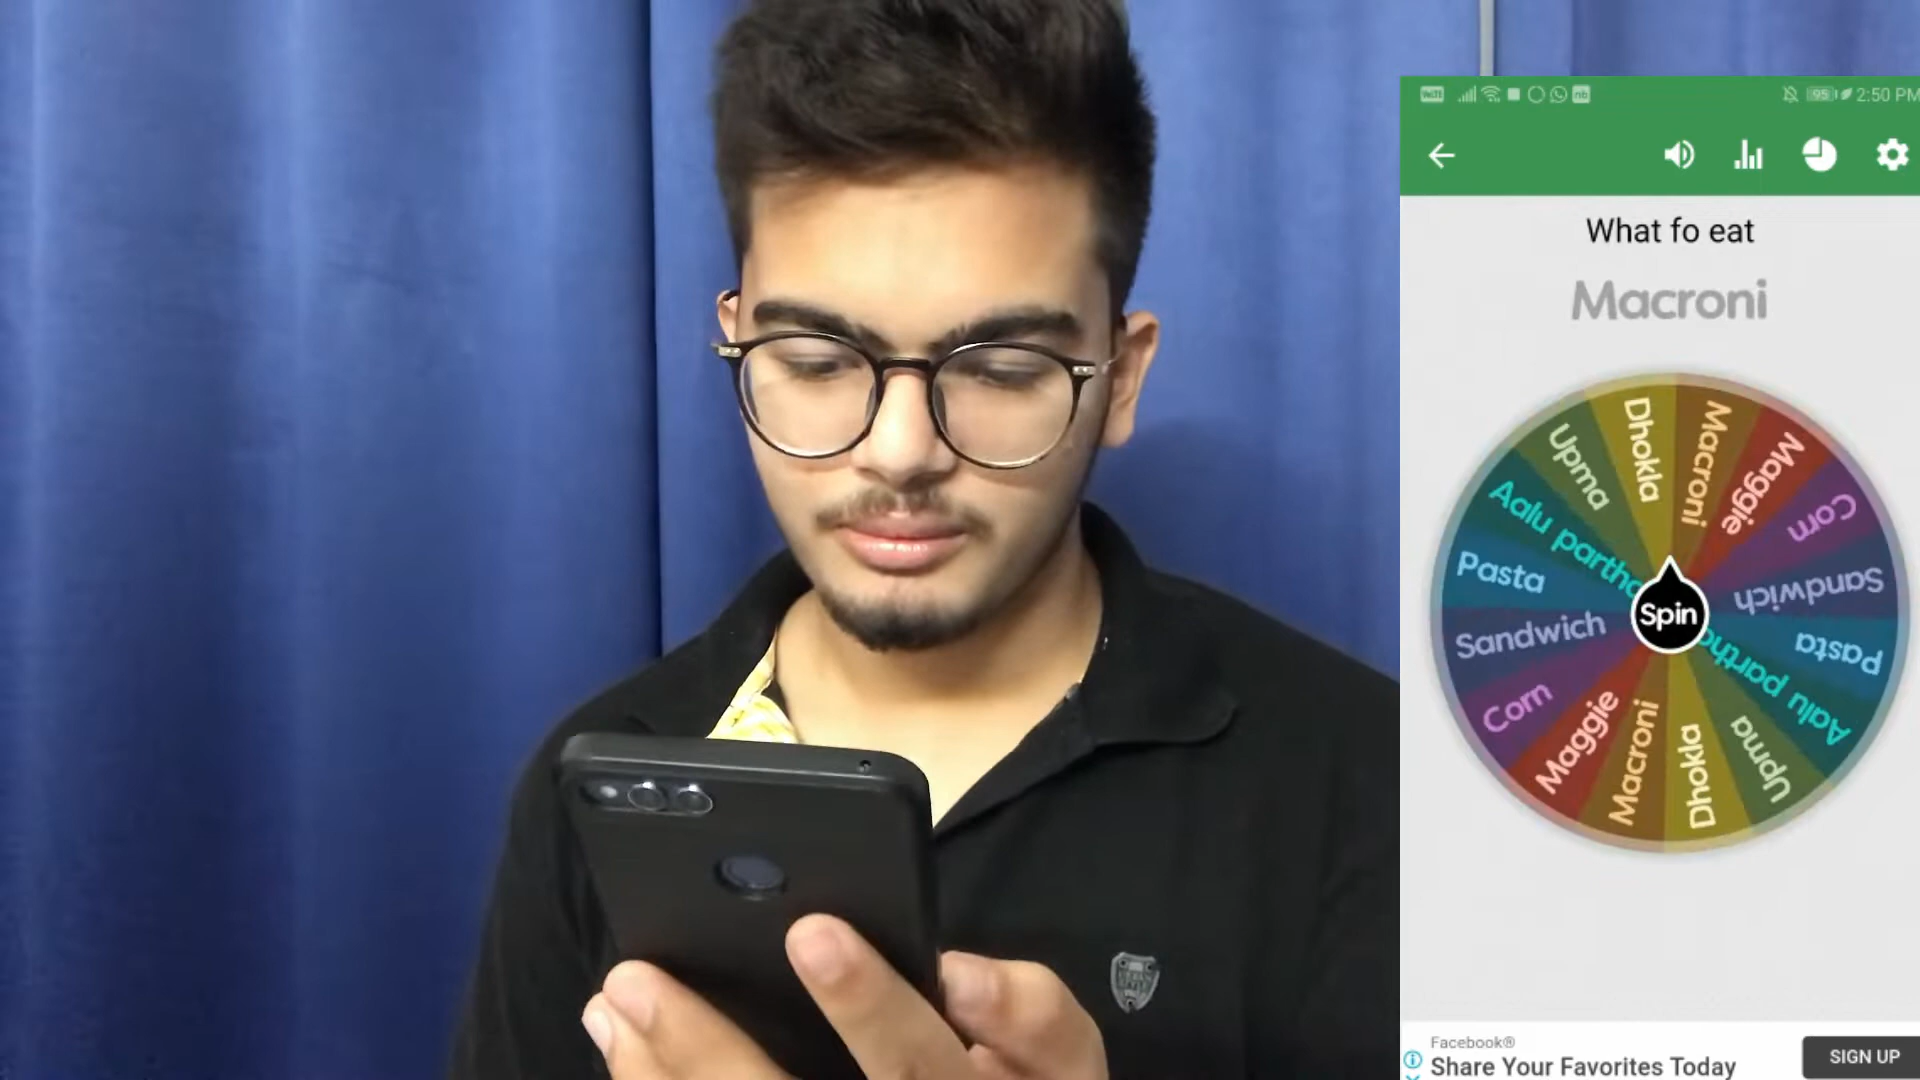 2:50 PM
95
What fo eat
Macroni
Dhokla
Macroni
Maggie
Corn
Sandwich
Pasta
Aalu partha
Upma
Dhokla
Macroni
Maggie
Corn
Sandwich
Pasta
Aalu partha
Upma
Spin
Facebook®
Share Your Favorites Today
SIGN UP